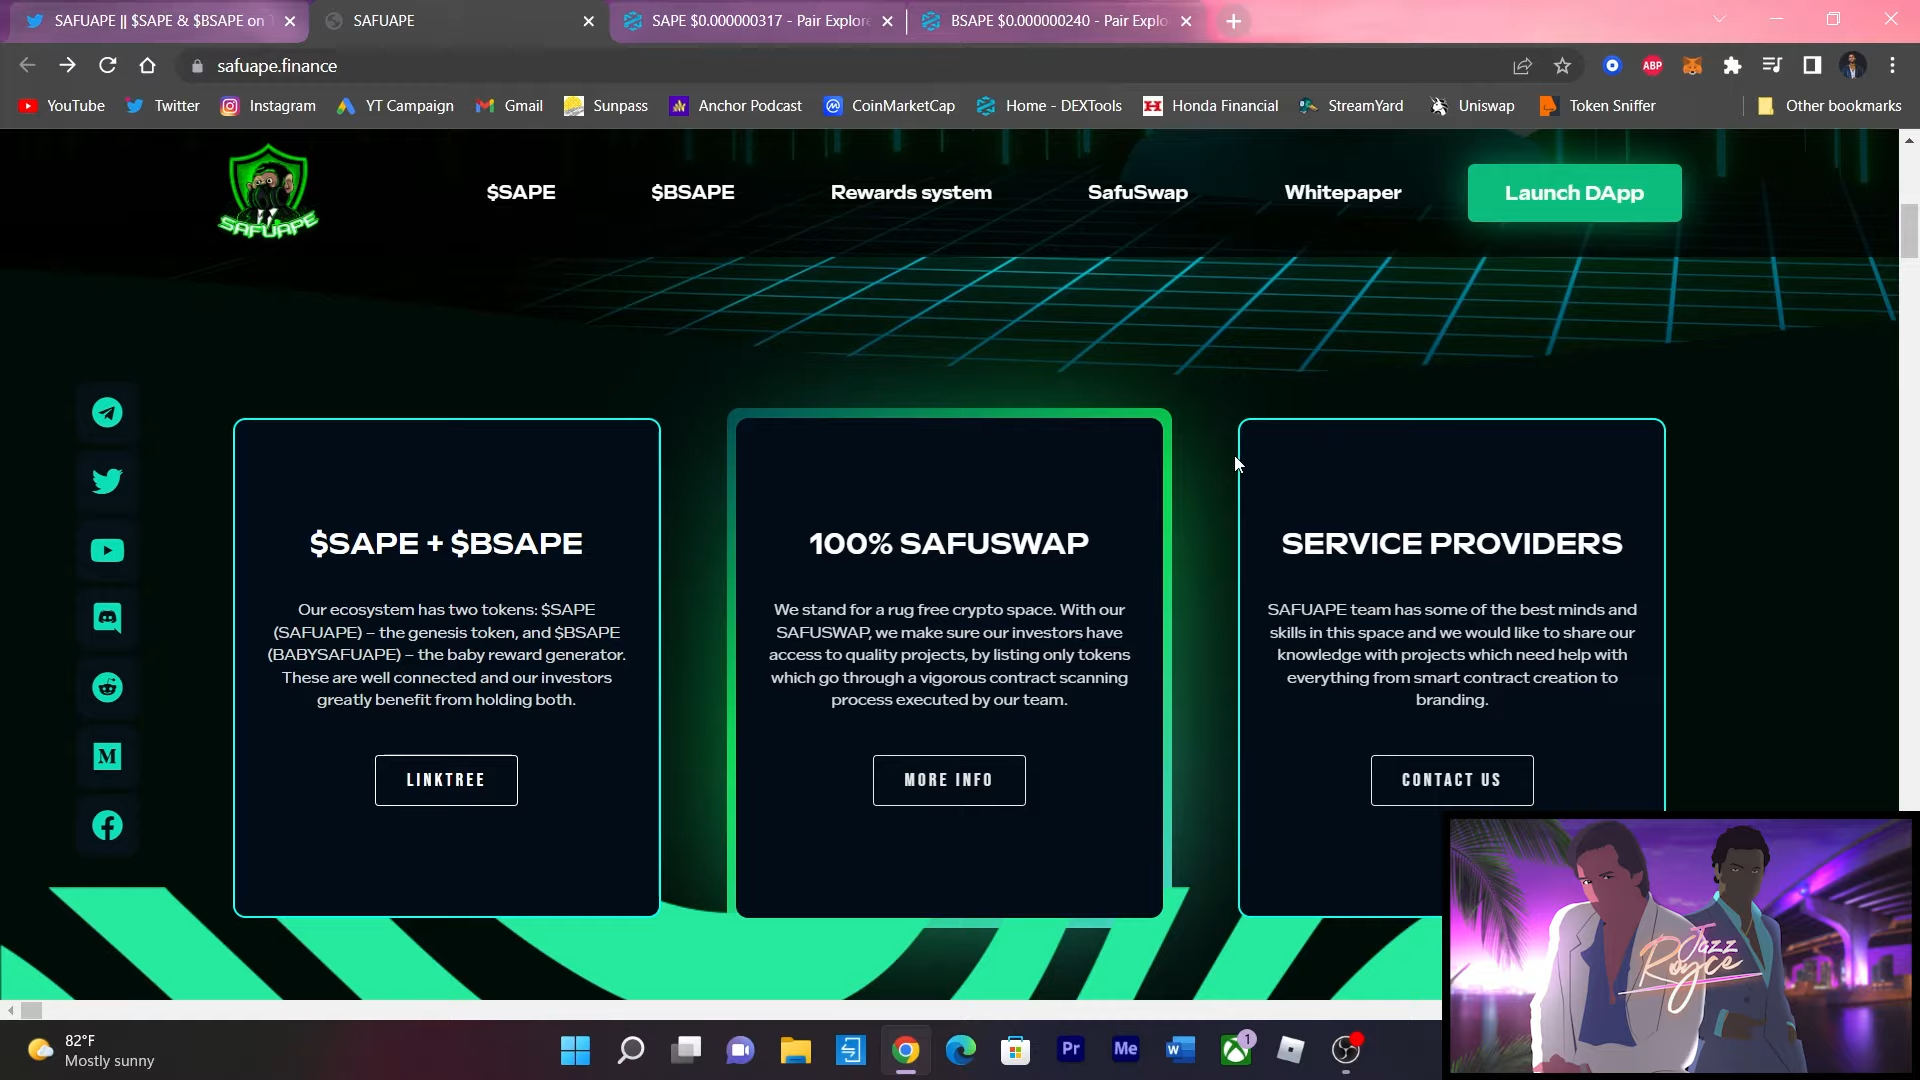 SAFUAPE || $SAPE & $BSAPE on T
SAFUAPE
SAPE $0.000000317 - Pair Explore
BSAPE $0.000000240 - Pair Explo
safuape.finance
ABP
YouTube
Twitter
Instagram
YT Campaign
Gmail
Sunpass
Anchor Podcast
CoinMarketCap
Home - DEXTools
Honda Financial
StreamYard
Uniswap
Token Sniffer
Other bookmarks
SAFUAPE
$SAPE
$BSAPE
Rewards system
SafuSwap
Whitepaper
Launch DApp
$SAPE + $BSAPE
Our ecosystem has two tokens: $SAPE
(SAFUAPE) – the genesis token, and $BSAPE
(BABYSAFUAPE) – the baby reward generator.
These are well connected and our investors
greatly benefit from holding both.
LINKTREE
100% SAFUSWAP
We stand for a rug free crypto space. With our
SAFUSWAP, we make sure our investors have
access to quality projects, by listing only tokens
which go through a vigorous contract scanning
process executed by our team.
MORE INFO
SERVICE PROVIDERS
SAFUAPE team has some of the best minds and
skills in this space and we would like to share our
knowledge with projects which need help with
everything from smart contract creation to
branding.
CONTACT US
Jazz
Royce
82°F
Mostly sunny
Pr
Me
W
1